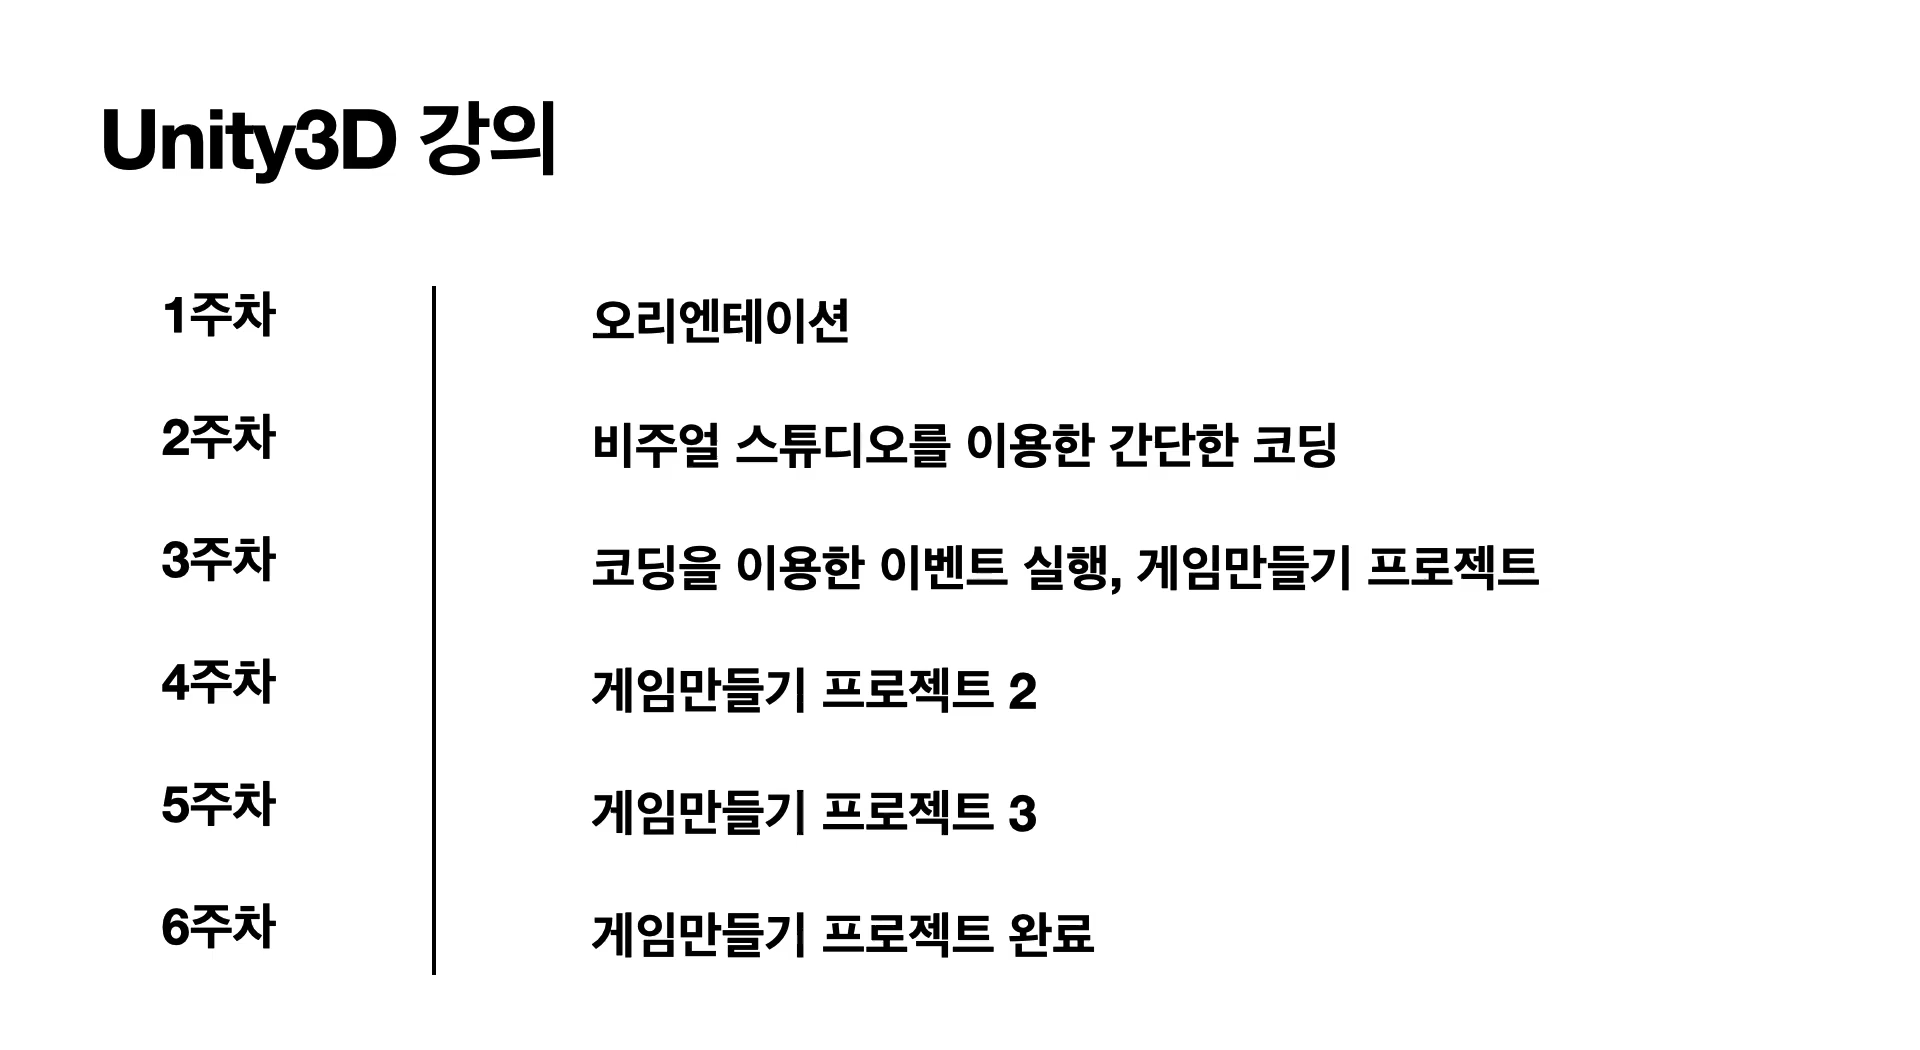 Unity3D 강의
1주차 오리엔테이션
2주차 비주얼 스튜디오를 이용한 간단한 코딩
3주차 코딩을 이용한 이벤트 실행, 게임만들기 프로젝트
4주차 게임만들기 프로젝트 2
5주차 게임만들기 프로젝트 3
6주차 게임만들기 프로젝트 완료